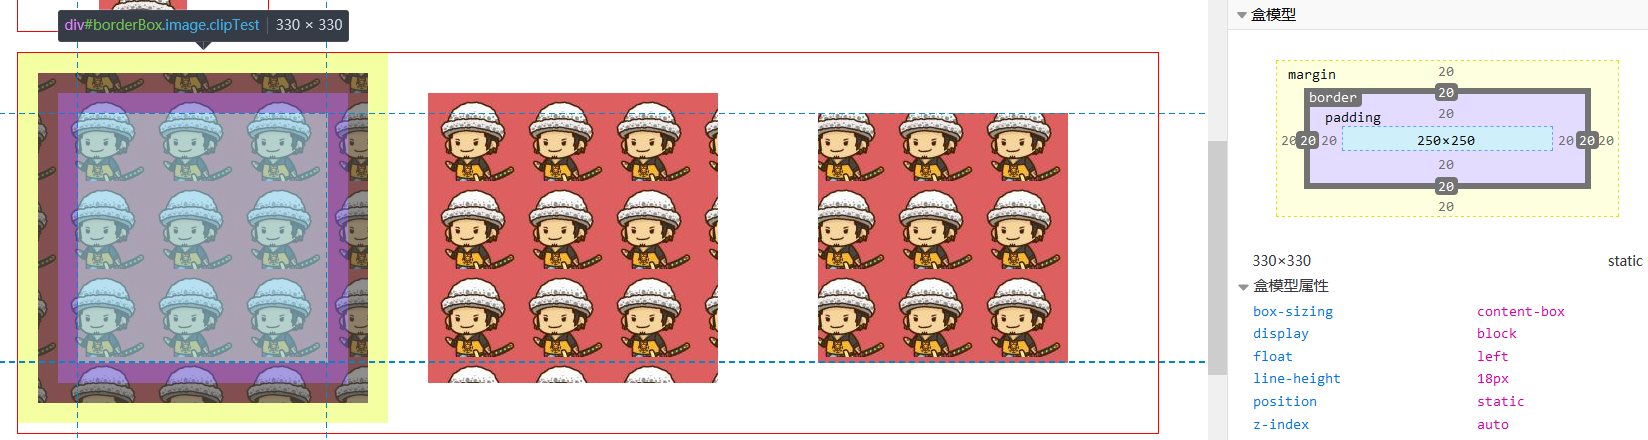 div#borderBox.image.clipTest 330 × 330
盒模型
margin 20
border 20
padding 20
20 20 20 250×250 20 20 20
20
20
20
330×330 static
盒模型属性
box-sizing content-box
display block
float left
line-height 18px
position static
z-index auto